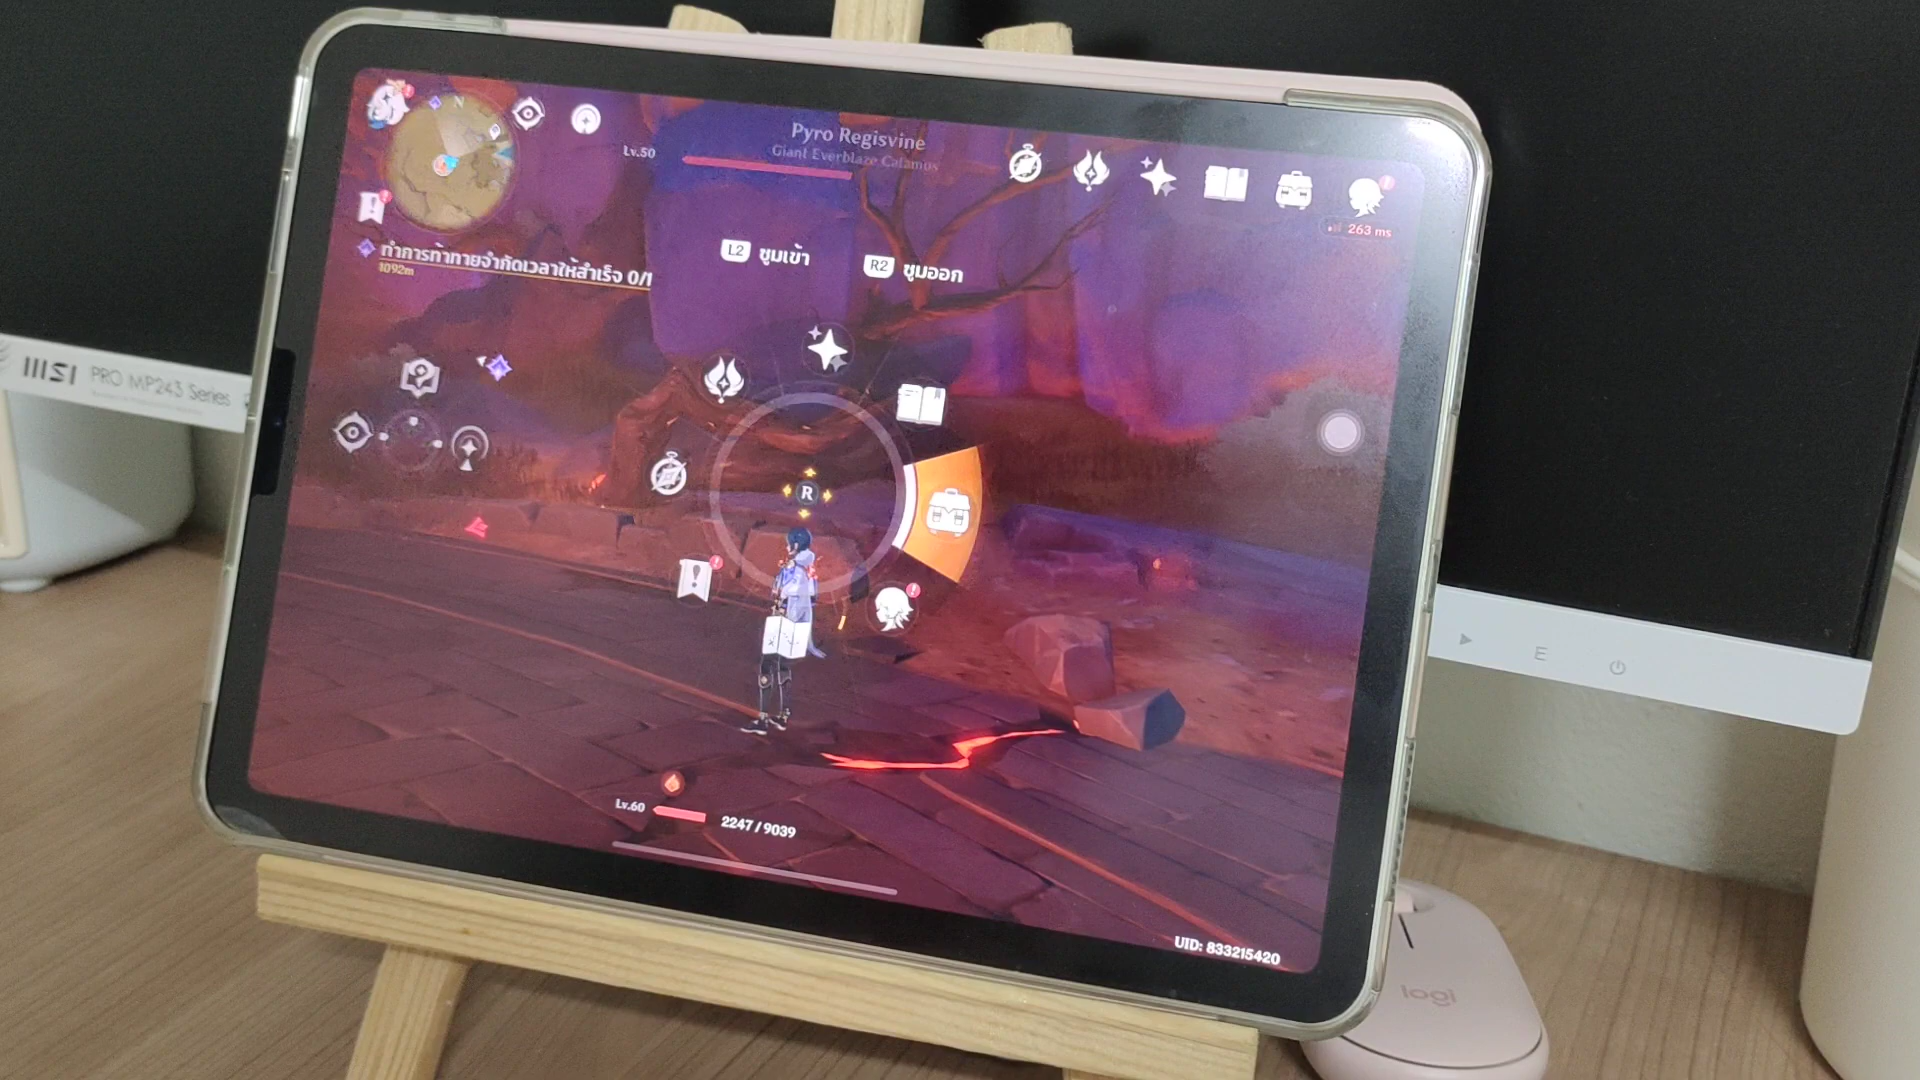 N
Pyro Regisvine
Giant Everblaze Calamus
Lv.50
263 ms
ทำการท้าทายจำกัดเวลาให้สำเร็จ 0/1
1092m
L2 ซูมเข้า
R2 ซูมออก
R
Lv.60
2247 / 9039
UID: 833215420
msi PRO MP243 Series
E
logi